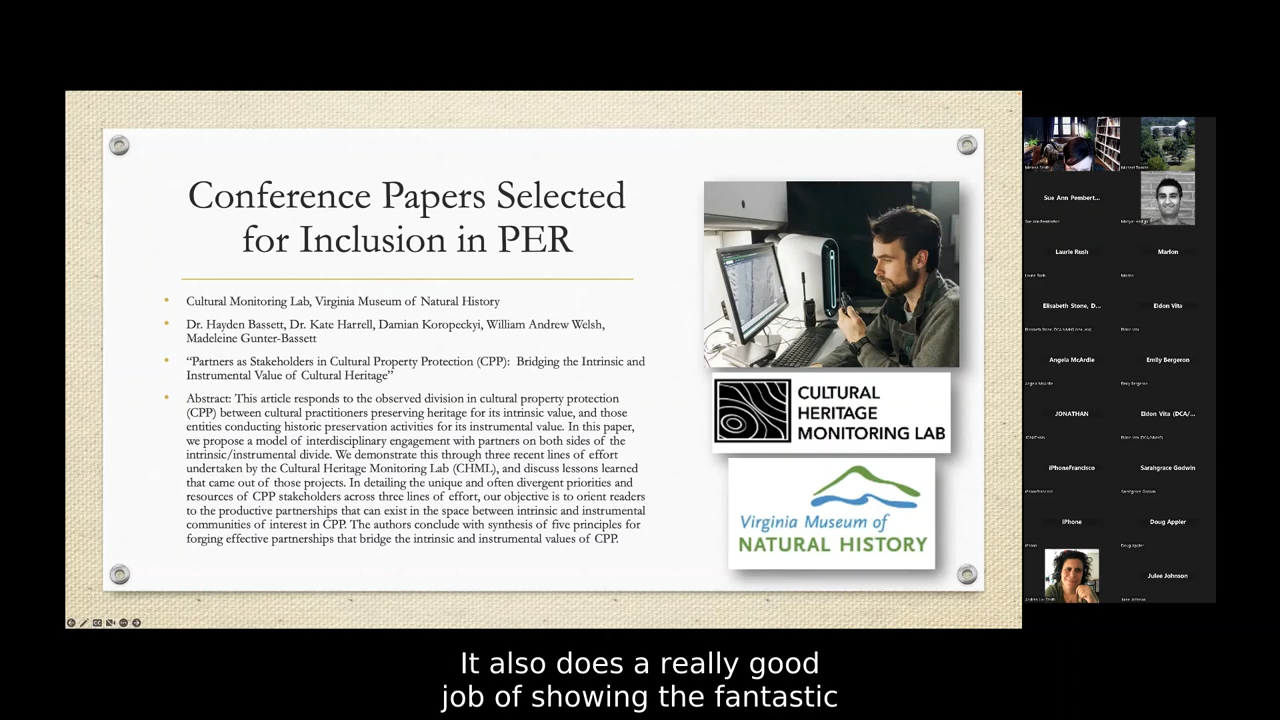 Conference Papers Selected
for Inclusion in PER
Cultural Monitoring Lab, Virginia Museum of Natural History
Dr. Hayden Bassett, Dr. Kate Harrell, Damian Koropeckyi, William Andrew Welsh,
Madeleine Gunter-Bassett
“Partners as Stakeholders in Cultural Property Protection (CPP):  Bridging the Intrinsic and
Instrumental Value of Cultural Heritage”
Abstract: This article responds to the observed division in cultural property protection
(CPP) between cultural practitioners preserving heritage for its intrinsic value, and those
entities conducting historic preservation activities for its instrumental value. In this paper,
we propose a model of interdisciplinary engagement with partners on both sides of the
intrinsic/instrumental divide. We demonstrate this through three recent lines of effort
undertaken by the Cultural Heritage Monitoring Lab (CHML), and discuss lessons learned
that came out of those projects. In detailing the unique and often divergent priorities and
resources of CPP stakeholders across three lines of effort, our objective is to orient readers
to the productive partnerships that can exist in the space between intrinsic and instrumental
communities of interest in CPP. The authors conclude with synthesis of five principles for
forging effective partnerships that bridge the intrinsic and instrumental values of CPP.
CULTURAL
HERITAGE
MONITORING LAB
Virginia Museum of
NATURAL HISTORY
Sue Ann Pembert...
Laurie Rush
Marlon
Elisabeth Stone, D...
Eldon Vita
Angela McArdle
Emily Bergeron
JONATHAN
Eldon Vita (DCA/...
iPhoneFrancisco
Sarahgrace Godwin
iPhone
Doug Appler
Julee Johnson
It also does a really good
job of showing the fantastic